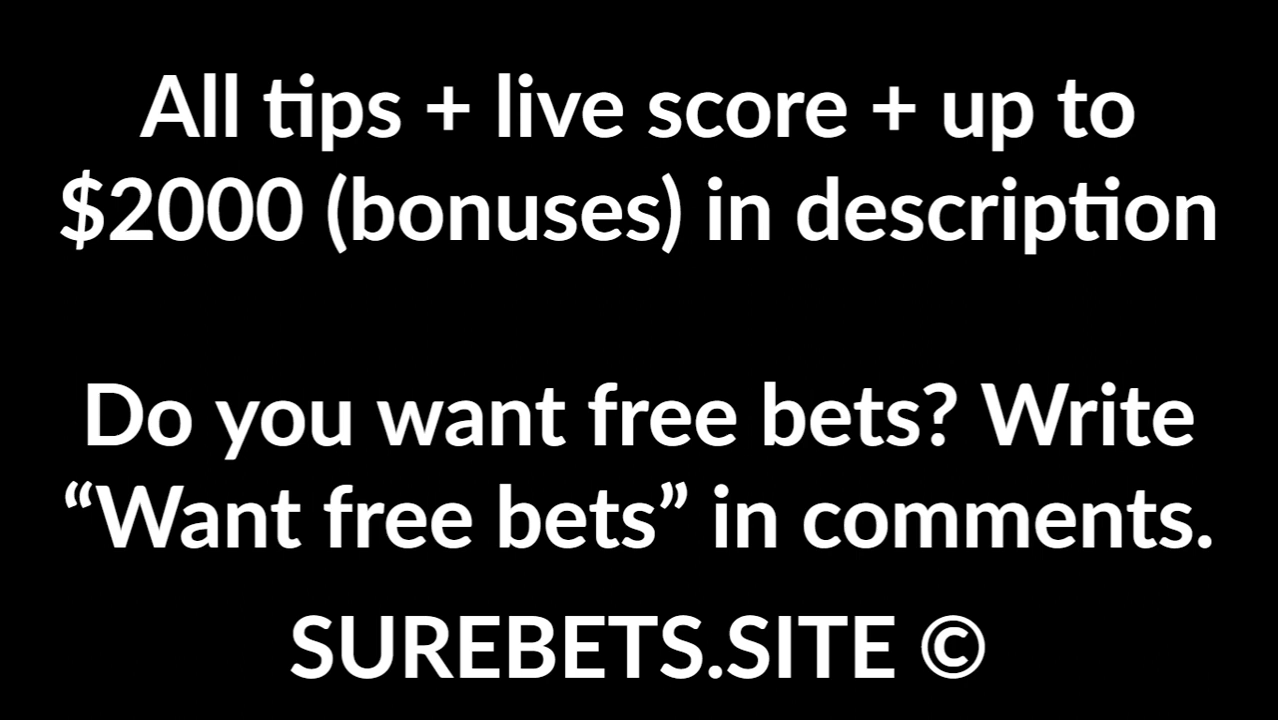 All tips + live score + up to
$2000 (bonuses) in description
Do you want free bets? Write
“Want free bets” in comments.
SUREBETS.SITE ©